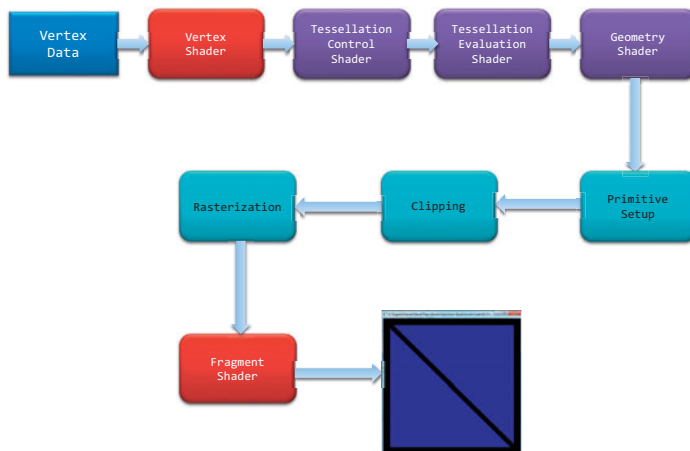 Vertex
Data
Vertex
Shader
Tessellation
Control
Shader
Tessellation
Evaluation
Shader
Geometry
Shader
Rasterization
Clipping
Primitive
Setup
Fragment
Shader